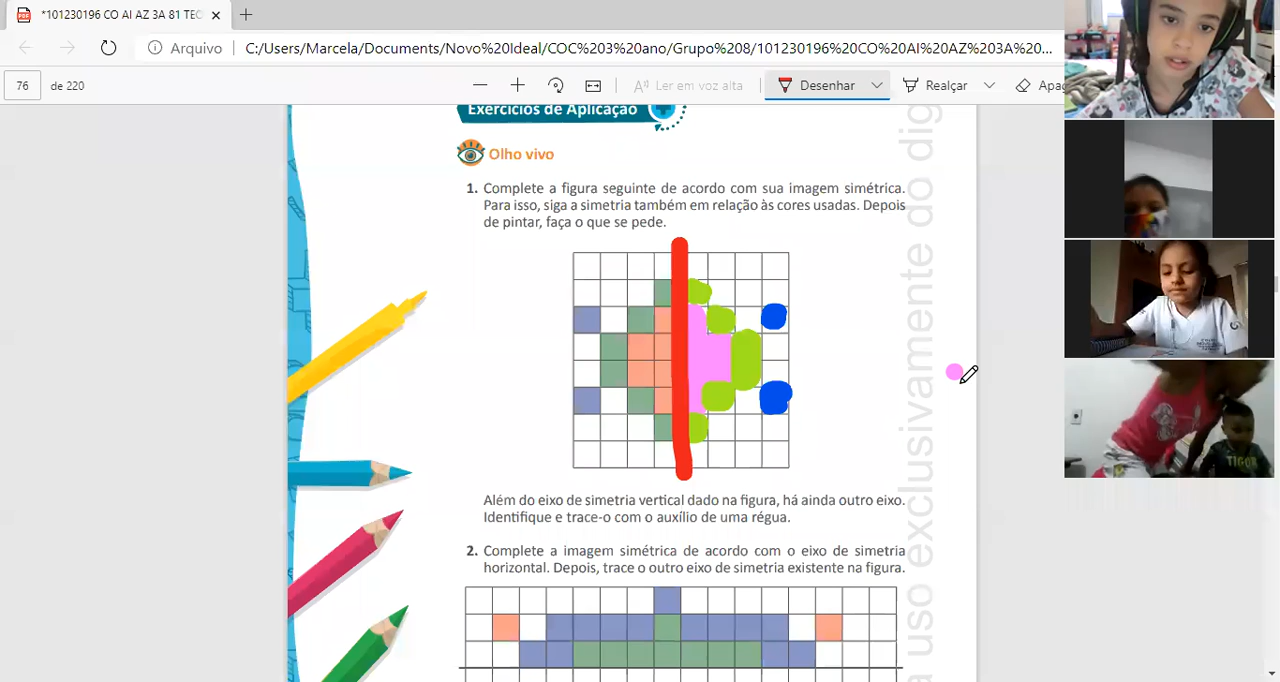 *101230196 CO AI AZ 3A 81 TEC
Arquivo
C:/Users/Marcela/Documents/Novo%20Ideal/COC%203%20ano/Grupo%208/101230196%20CO%20AI%20AZ%203A%20...
76
de 220
Ler em voz alta
Desenhar
Realçar
Apag
Exercícios de Aplicação
Olho vivo
1. Complete a figura seguinte de acordo com sua imagem simétrica.
Para isso, siga a simetria também em relação às cores usadas. Depois
de pintar, faça o que se pede.
Além do eixo de simetria vertical dado na figura, há ainda outro eixo.
Identifique e trace-o com o auxílio de uma régua.
2. Complete a imagem simétrica de acordo com o eixo de simetria
horizontal. Depois, trace o outro eixo de simetria existente na figura.
a uso exclusivamente do dig
TIGOR